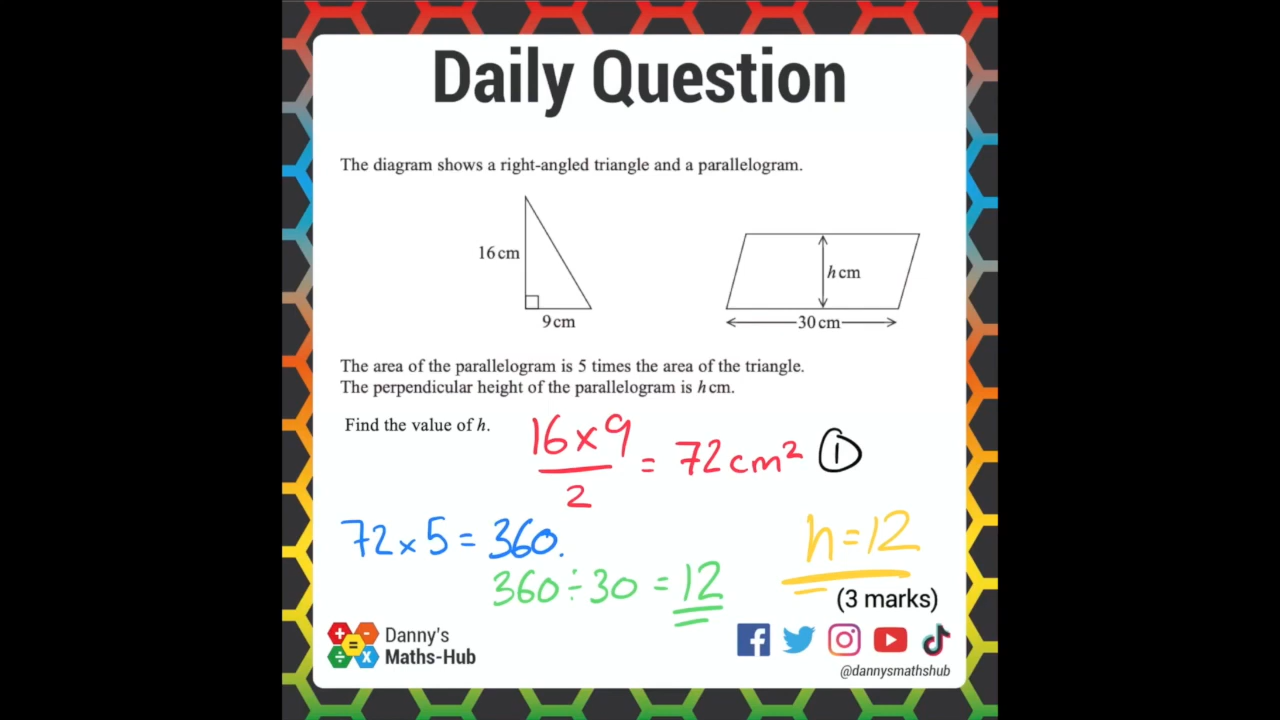 Daily Question
The diagram shows a right-angled triangle and a parallelogram.
16 cm
9 cm
h cm
30 cm
The area of the parallelogram is 5 times the area of the triangle.
The perpendicular height of the parallelogram is h cm.
Find the value of h.
16 × 9
2
= 72 cm² ①
72 × 5 = 360.
360 ÷ 30 = 12
h = 12
(3 marks)
Danny's
Maths-Hub
@dannysmathshub